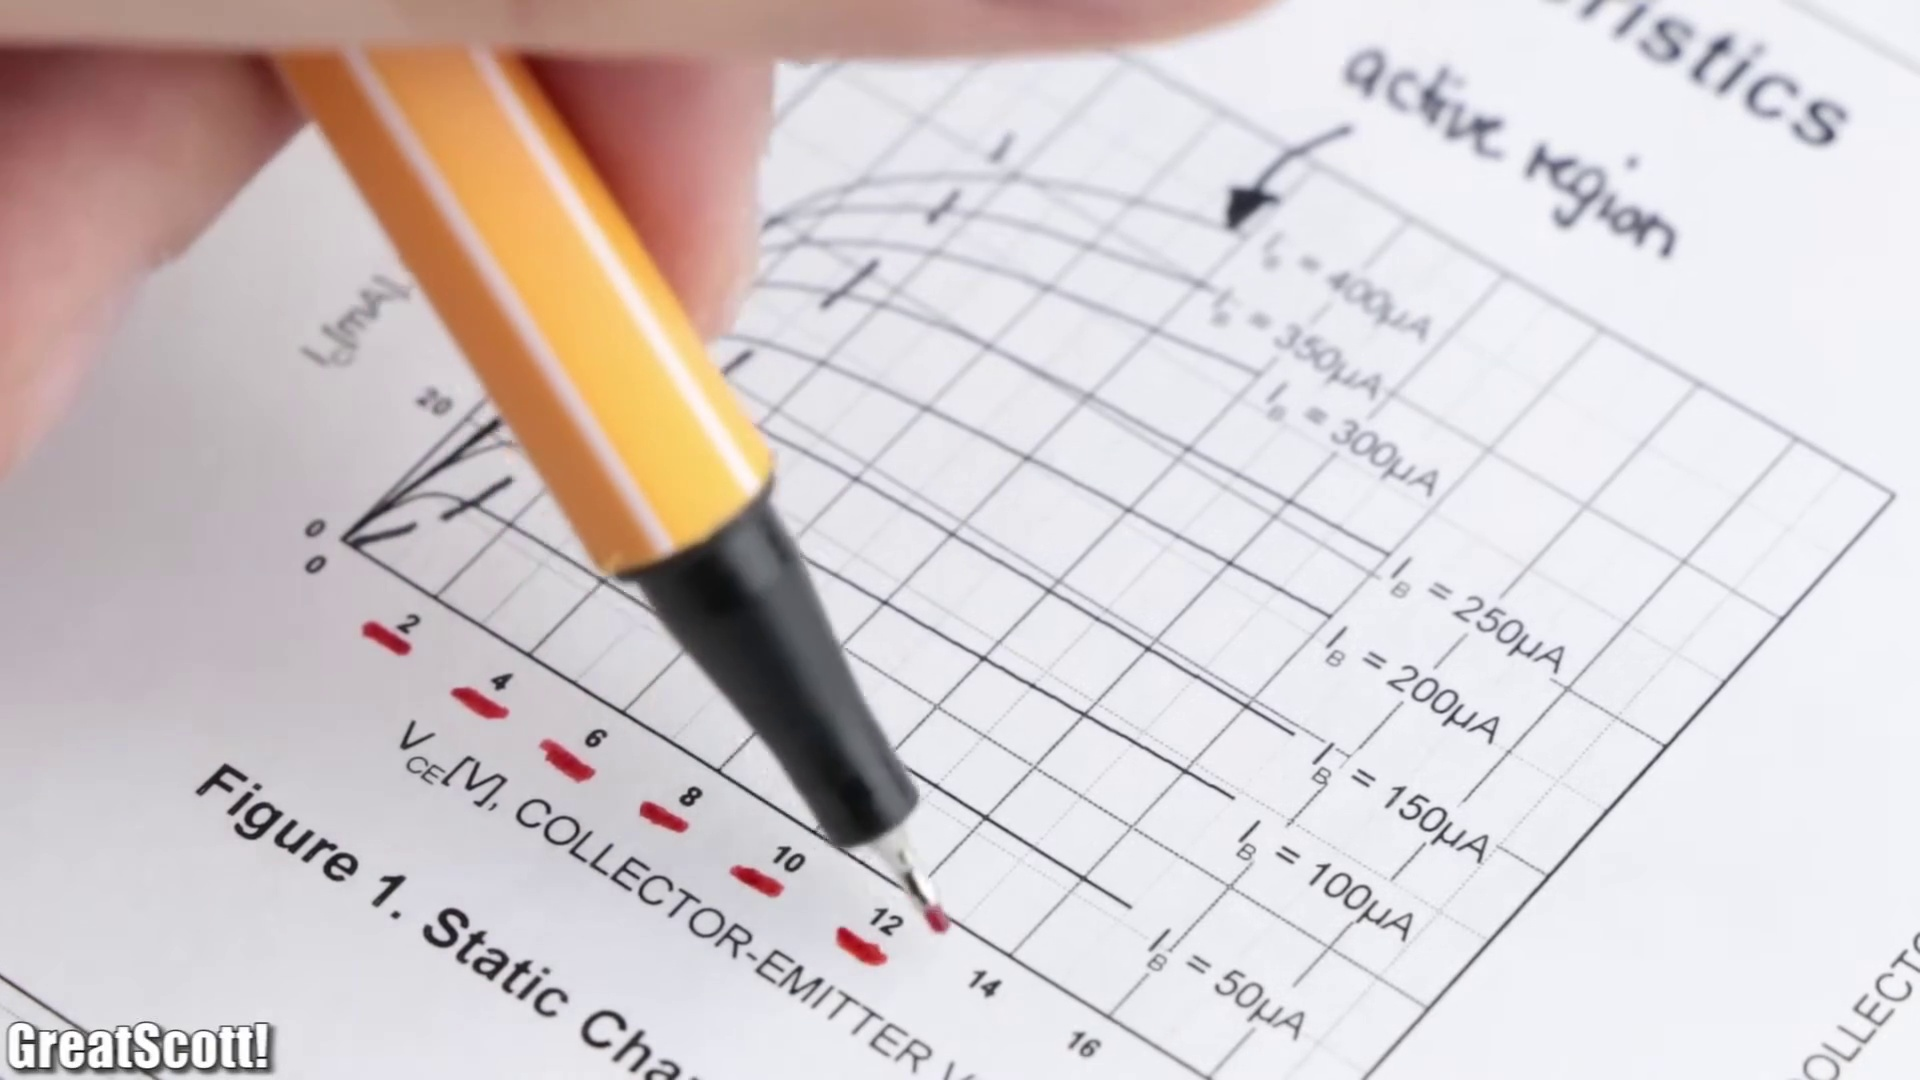 ristics
active region
I_B = 400µA
I_B = 350µA
I_B = 300µA
I_B = 250µA
I_B = 200µA
I_B = 150µA
I_B = 100µA
I_B = 50µA
I_C[mA],
20
0
0
2
4
6
8
10
12
14
16
V_CE[V], COLLECTOR-EMITTER V
Figure 1. Static Cha
OLLECTO
GreatScott!